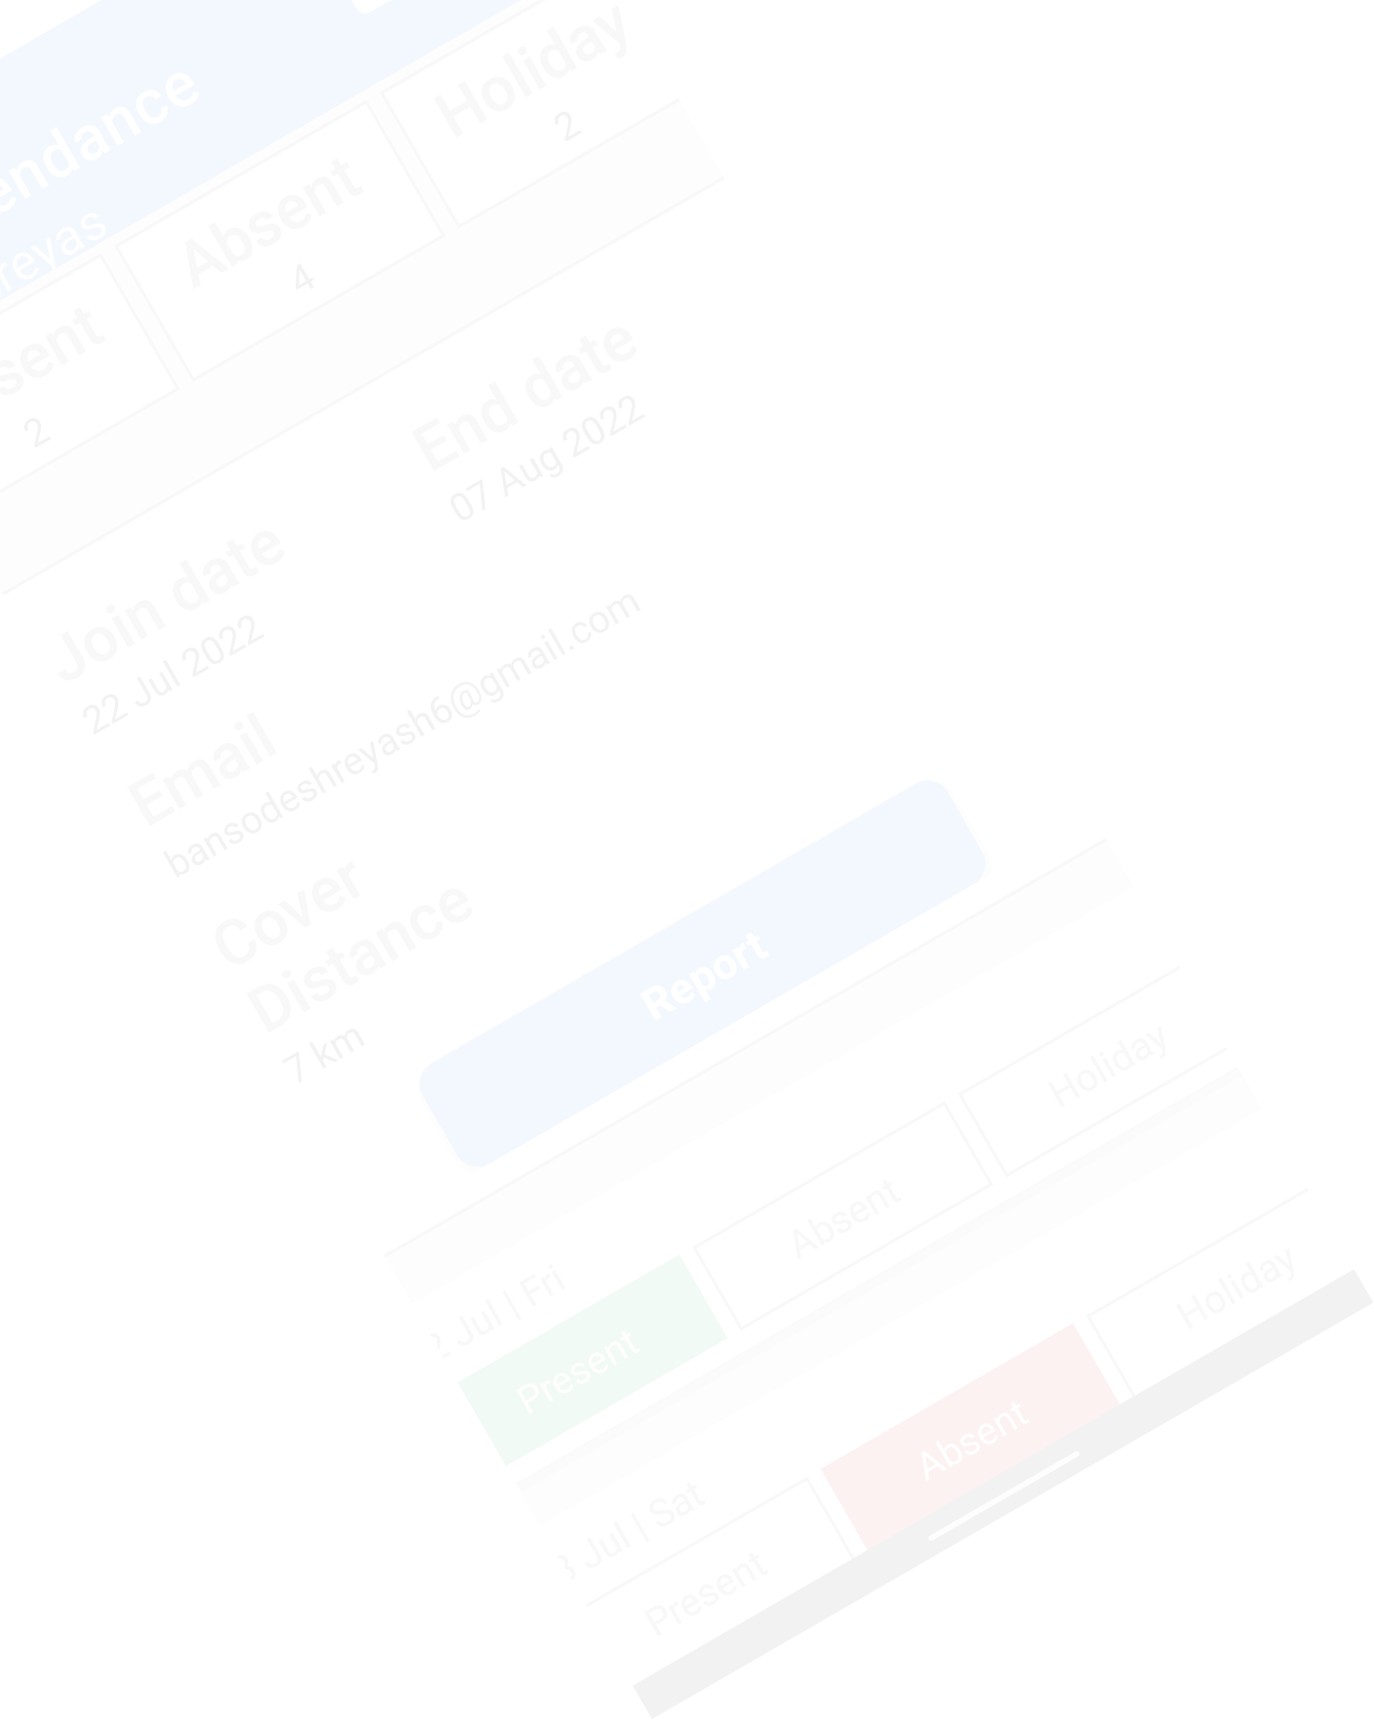 endance
reyas
sent
2
Absent
4
Holiday
2
Join date
22 Jul 2022
End date
07 Aug 2022
Email
bansodeshreyash6@gmail.com
Cover
Distance
7 km
Report
2 Jul | Fri
Present
Absent
Holiday
3 Jul | Sat
Present
Absent
Holiday